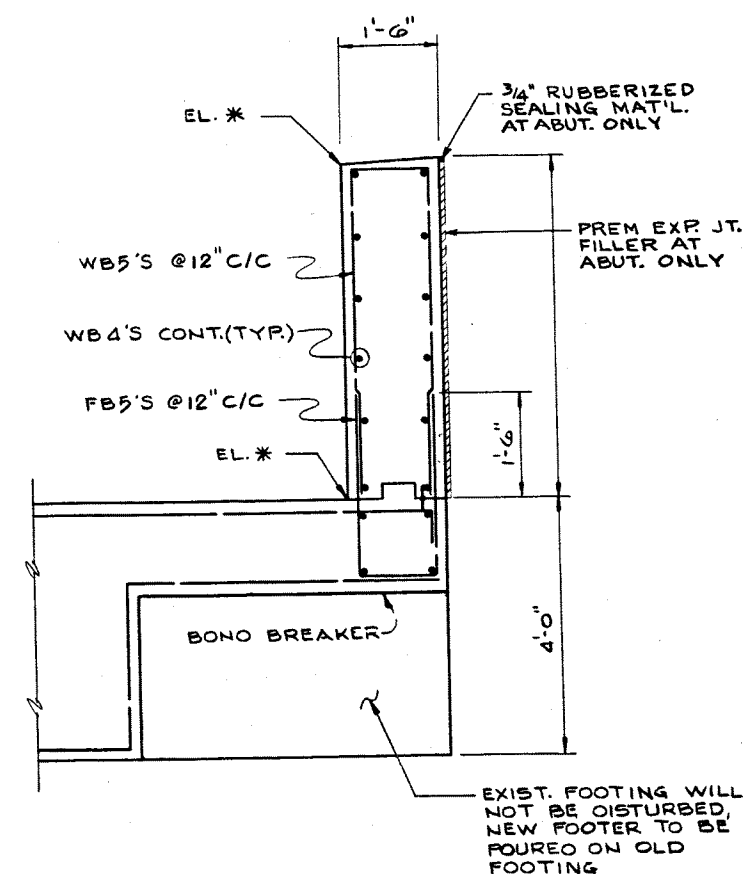 1'-6"
3/4" RUBBERIZED
SEALING MAT'L.
AT ABUT. ONLY
EL. *
PREM EXP. JT.
FILLER AT
ABUT. ONLY
WB5'S @12" C/C
WB4'S CONT.(TYP.)
FB5'S @12" C/C
1'-6"
EL. *
BOND BREAKER
4'-0"
EXIST. FOOTING WILL
NOT BE DISTURBED,
NEW FOOTER TO BE
POURED ON OLD
FOOTING